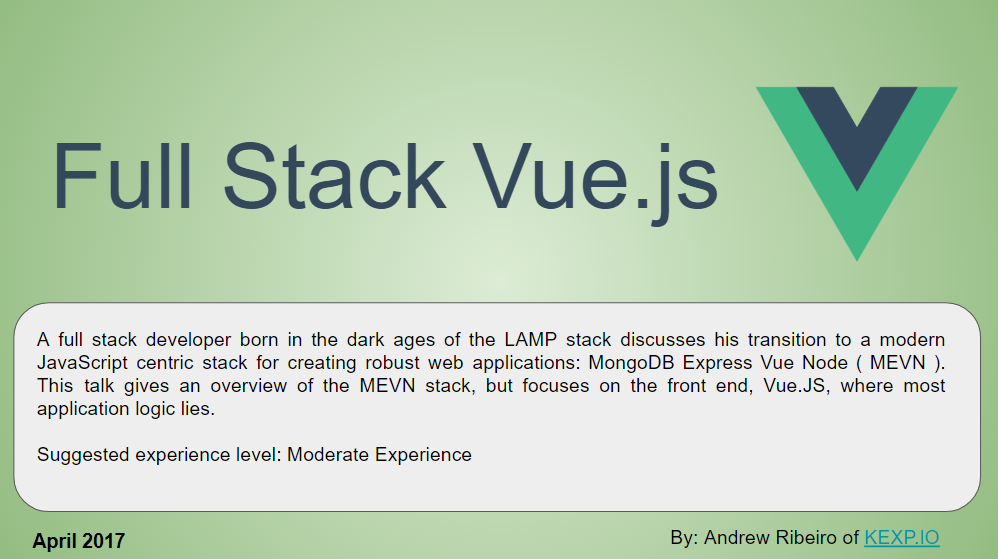 Full Stack Vue.js
A full stack developer born in the dark ages of the LAMP stack discusses his transition to a modern
JavaScript centric stack for creating robust web applications: MongoDB Express Vue Node ( MEVN ).
This talk gives an overview of the MEVN stack, but focuses on the front end, Vue.JS, where most
application logic lies.
Suggested experience level: Moderate Experience
April 2017
By: Andrew Ribeiro of KEXP.IO